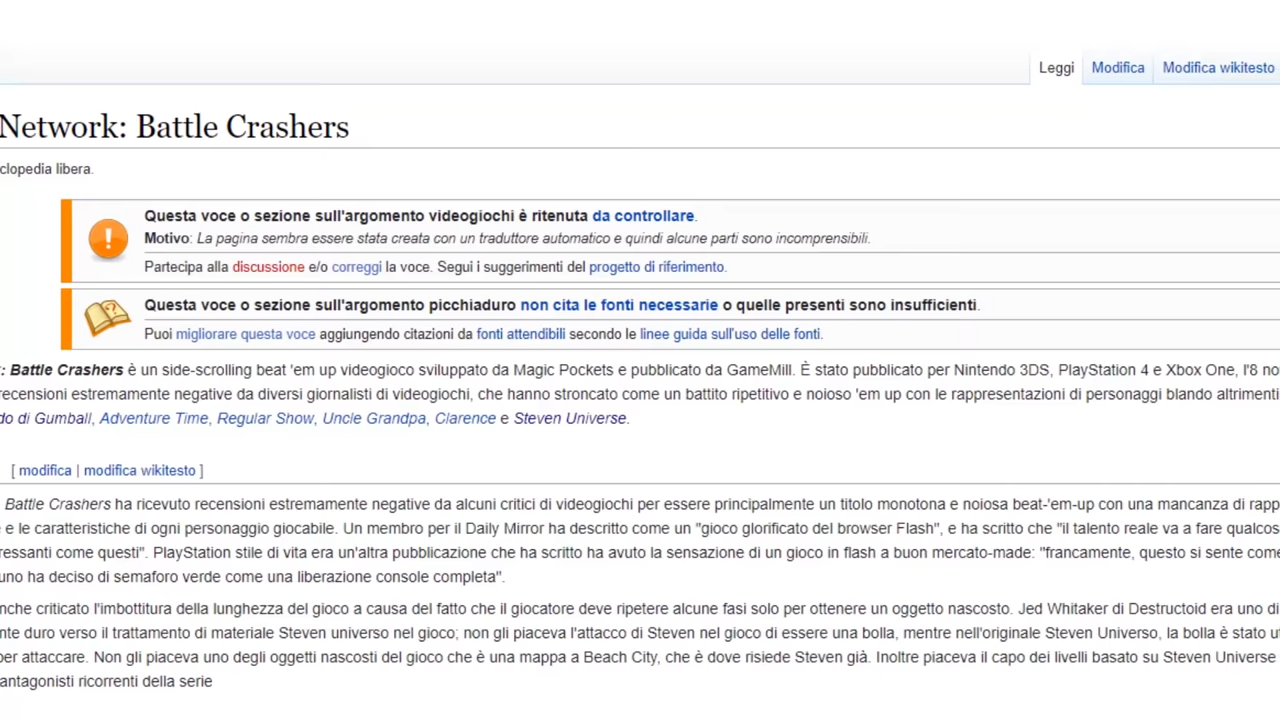 Leggi Modifica Modifica wikitesto
Network: Battle Crashers
clopedia libera.
Questa voce o sezione sull'argomento videogiochi è ritenuta da controllare.
Motivo: La pagina sembra essere stata creata con un traduttore automatico e quindi alcune parti sono incomprensibili.
Partecipa alla discussione e/o correggi la voce. Segui i suggerimenti del progetto di riferimento.
Questa voce o sezione sull'argomento picchiaduro non cita le fonti necessarie o quelle presenti sono insufficienti.
Puoi migliorare questa voce aggiungendo citazioni da fonti attendibili secondo le linee guida sull'uso delle fonti.
: Battle Crashers è un side-scrolling beat 'em up videogioco sviluppato da Magic Pockets e pubblicato da GameMill. È stato pubblicato per Nintendo 3DS, PlayStation 4 e Xbox One, l'8 no
recensioni estremamente negative da diversi giornalisti di videogiochi, che hanno stroncato come un battito ripetitivo e noioso 'em up con le rappresentazioni di personaggi blando altrimenti
do di Gumball, Adventure Time, Regular Show, Uncle Grandpa, Clarence e Steven Universe.
[ modifica | modifica wikitesto ]
Battle Crashers ha ricevuto recensioni estremamente negative da alcuni critici di videogiochi per essere principalmente un titolo monotona e noiosa beat-'em-up con una mancanza di rapp
e le caratteristiche di ogni personaggio giocabile. Un membro per il Daily Mirror ha descritto come un "gioco glorificato del browser Flash", e ha scritto che "il talento reale va a fare qualcos
ressanti come questi". PlayStation stile di vita era un'altra pubblicazione che ha scritto ha avuto la sensazione di un gioco in flash a buon mercato-made: "francamente, questo si sente come
uno ha deciso di semaforo verde come una liberazione console completa".
nche criticato l'imbottitura della lunghezza del gioco a causa del fatto che il giocatore deve ripetere alcune fasi solo per ottenere un oggetto nascosto. Jed Whitaker di Destructoid era uno di
nte duro verso il trattamento di materiale Steven universo nel gioco; non gli piaceva l'attacco di Steven nel gioco di essere una bolla, mentre nell'originale Steven Universo, la bolla è stato ut
per attaccare. Non gli piaceva uno degli oggetti nascosti del gioco che è una mappa a Beach City, che è dove risiede Steven già. Inoltre piaceva il capo dei livelli basato su Steven Universe
antagonisti ricorrenti della serie